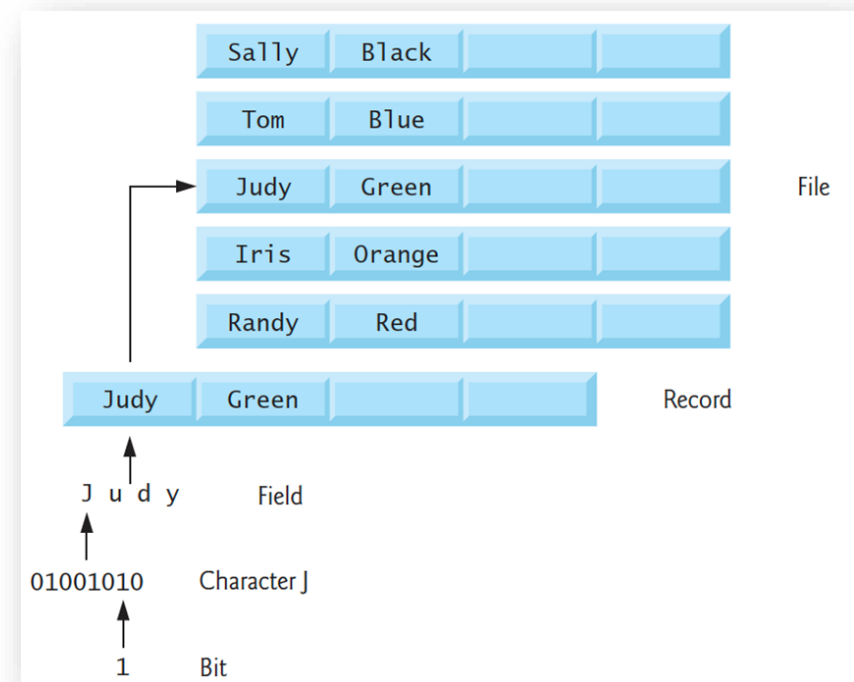 Sally Black
Tom Blue
Judy Green File
Iris Orange
Randy Red
Judy Green Record
J u d y Field
01001010 Character J
1 Bit